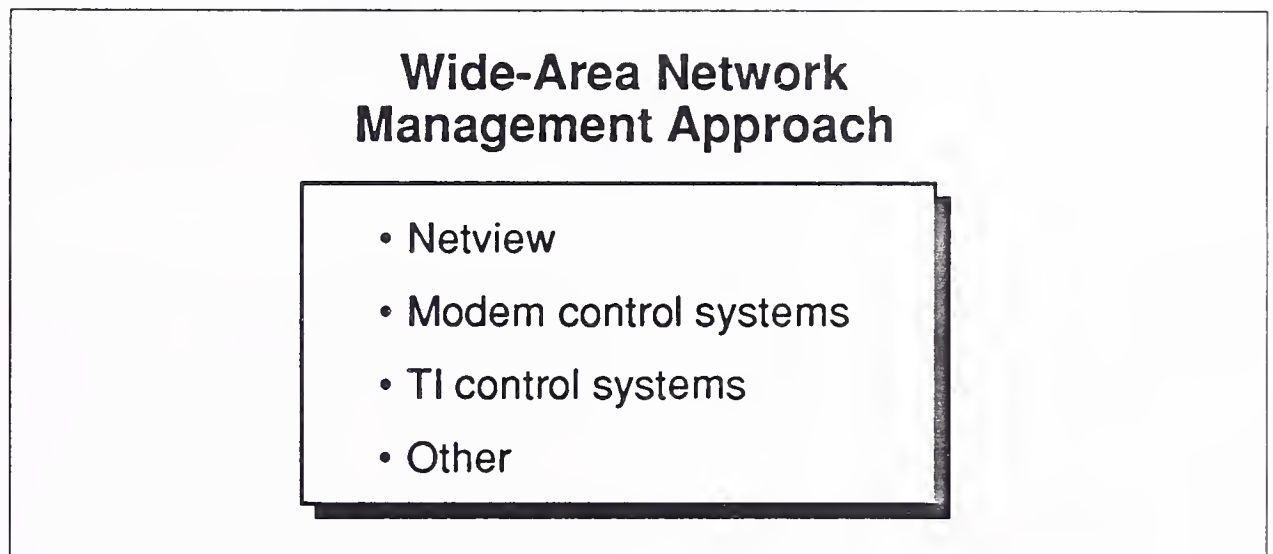 Wide-Area Network
Management Approach
• Netview
• Modem control systems
• TI control systems
• Other